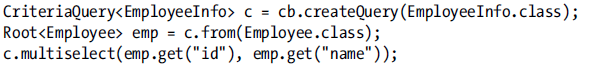 CriteriaQuery<EmployeeInfo> c = cb.createQuery(EmployeeInfo.class);
Root<Employee> emp = c.from(Employee.class);
c.multiselect(emp.get("id"), emp.get("name"));